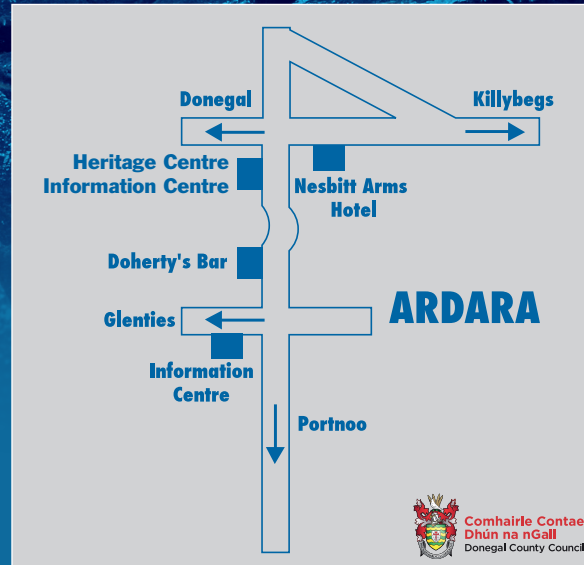 Donegal
Killybegs
Heritage Centre
Information Centre
Nesbitt Arms
Hotel
Doherty's Bar
ARDARA
Glenties
Information
Centre
Portnoo
Comhairle Contae
Dhún na nGall
Donegal County Council